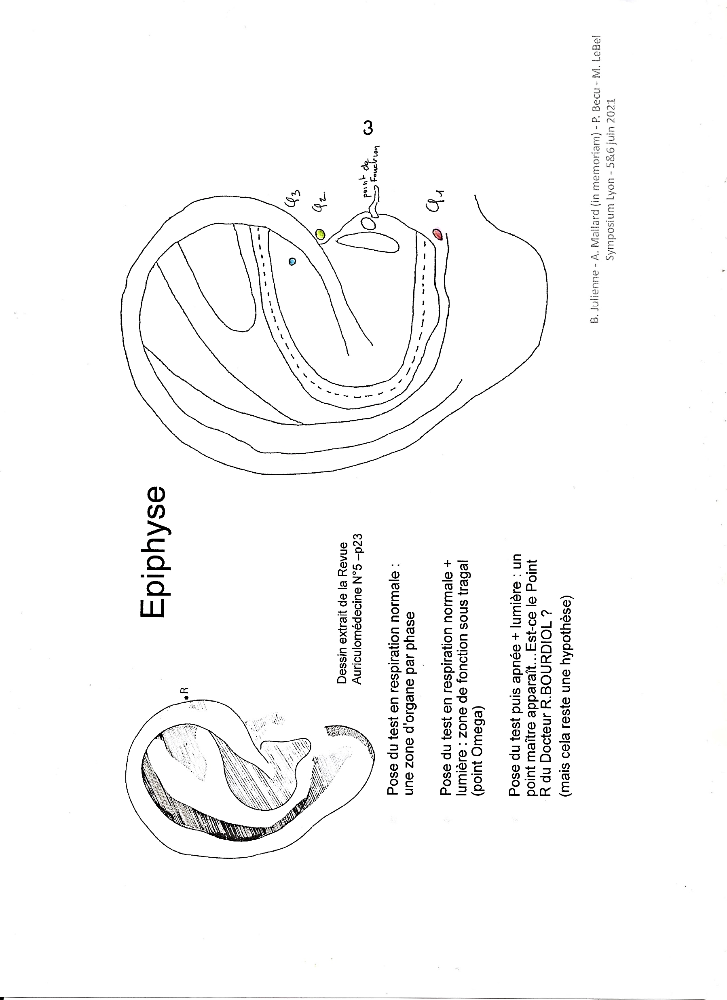 Epiphyse
R
Dessin extrait de la Revue
Auriculomédecine N°5 –p23
Pose du test en respiration normale :
une zone d'organe par phase
Pose du test en respiration normale +
lumière : zone de fonction sous tragal
(point Omega)
Pose du test puis apnée + lumière : un
point maître apparaît...Est-ce le Point
R du Docteur R.BOURDIOL ?
(mais cela reste une hypothèse)
φ3
φ2
point de
Fonction
ω
φ1
B. Julienne - A. Mallard (in memoriam) - P. Becu - M. LeBel
Symposium Lyon - 5&6 juin 2021